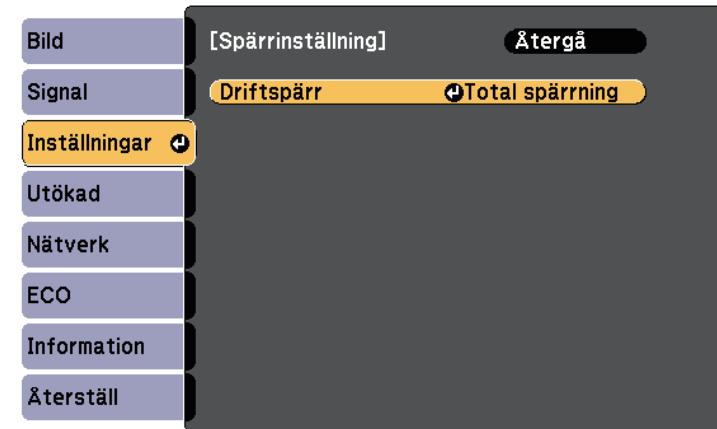 Bild
Signal
Inställningar
Utökad
Nätverk
ECO
Information
Återställ
[Spärrinställning] Återgå
Driftspärr Total spärrning